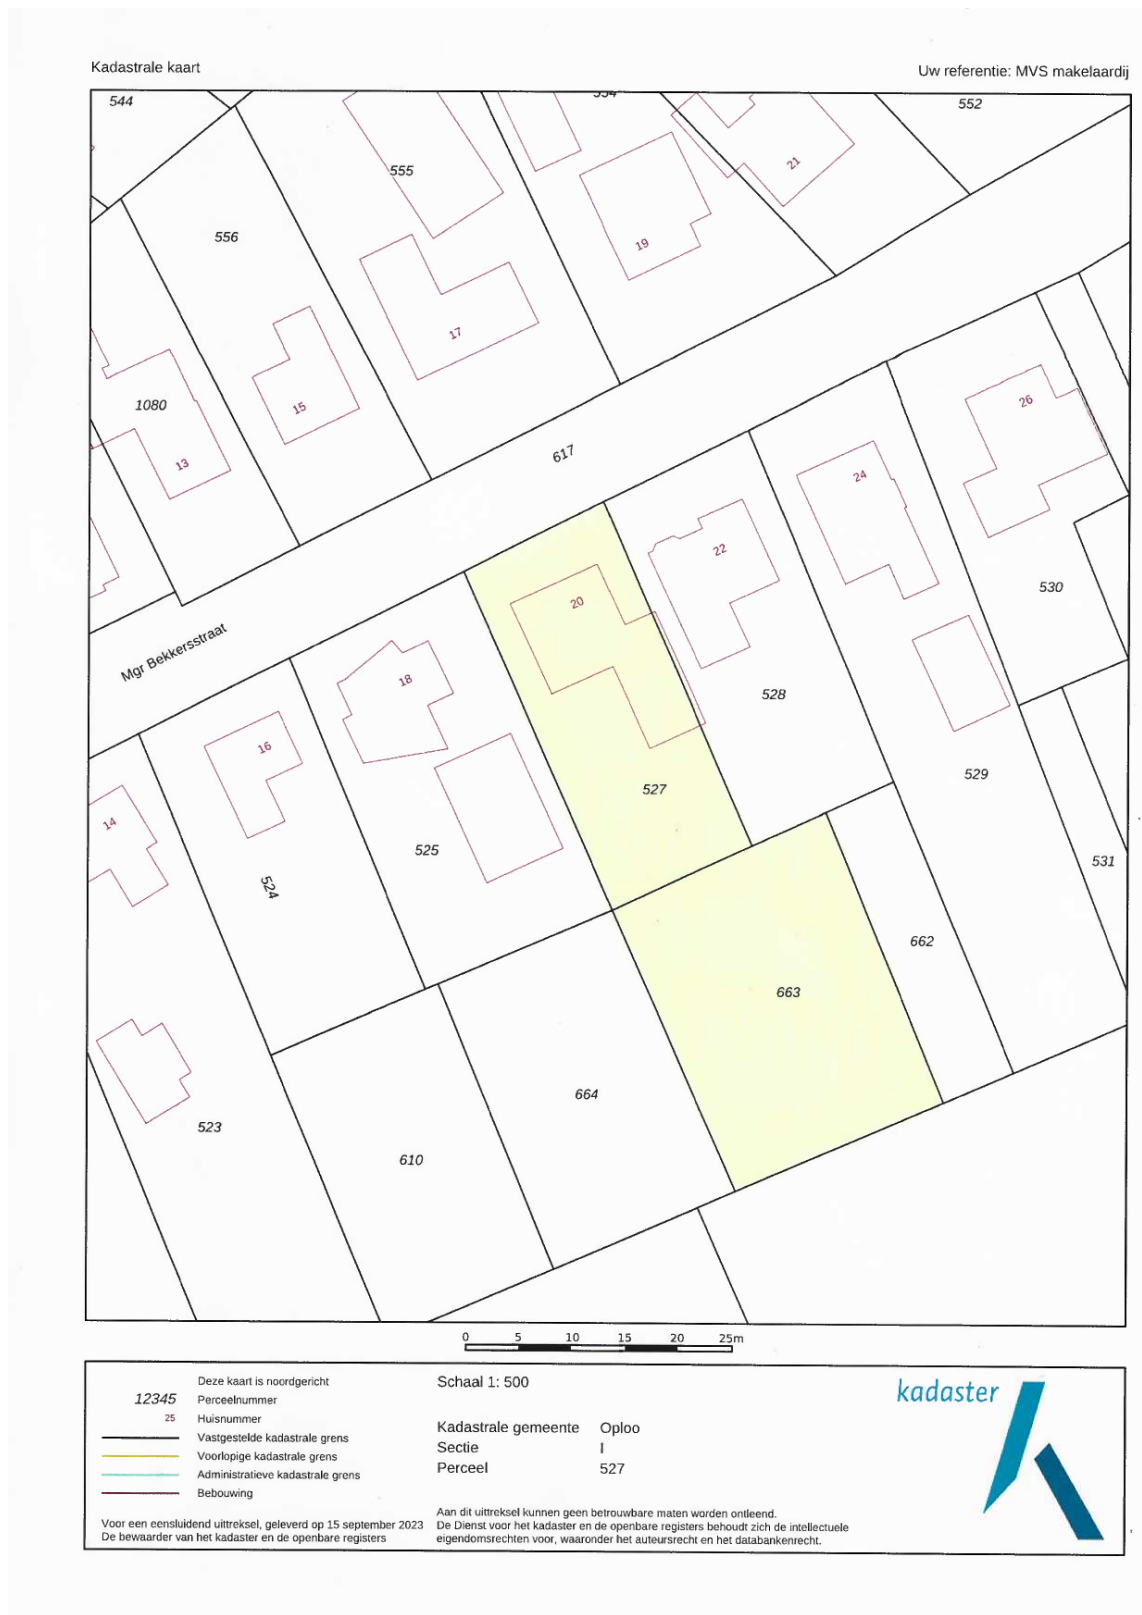 Kadastrale kaart
Uw referentie: MVS makelaardij
544
554
552
555
21
556
19
17
1080
15
26
13
617
24
22
20
530
Mgr Bekkersstraat
18
528
16
527
529
14
525
531
524
662
663
664
523
610
0 5 10 15 20 25m
Deze kaart is noordgericht
12345 Perceelnummer
25 Huisnummer
Vastgestelde kadastrale grens
Voorlopige kadastrale grens
Administratieve kadastrale grens
Bebouwing
Voor een eensluidend uittreksel, geleverd op 15 september 2023
De bewaarder van het kadaster en de openbare registers
Schaal 1: 500
Kadastrale gemeente Oploo
Sectie I
Perceel 527
Aan dit uittreksel kunnen geen betrouwbare maten worden ontleend.
De Dienst voor het kadaster en de openbare registers behoudt zich de intellectuele
eigendomsrechten voor, waaronder het auteursrecht en het databankenrecht.
kadaster